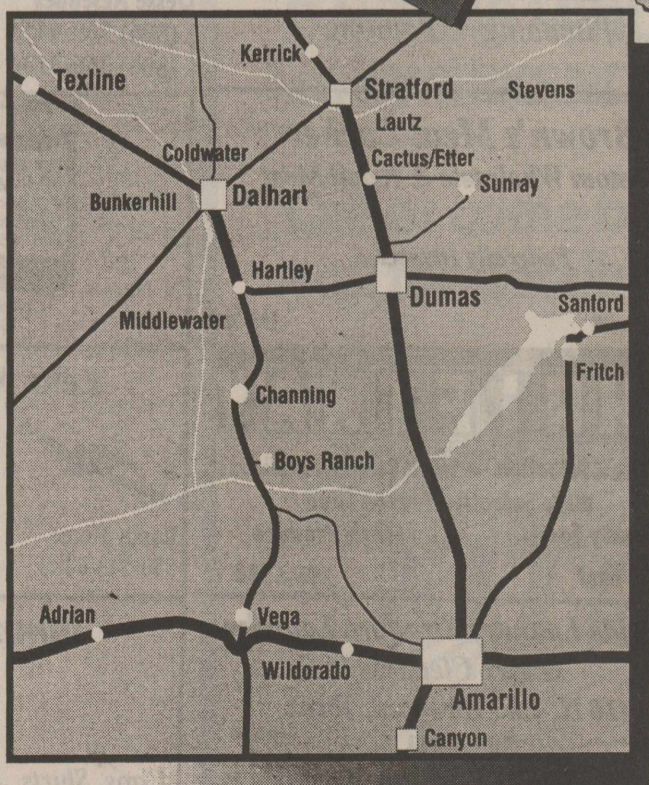 Kerrick
Texline
Stratford
Stevens
Lautz
Coldwater
Cactus/Etter
Sunray
Bunkerhill
Dalhart
Hartley
Dumas
Sanford
Middlewater
Fritch
Channing
Boys Ranch
Adrian
Vega
Wildorado
Amarillo
Canyon